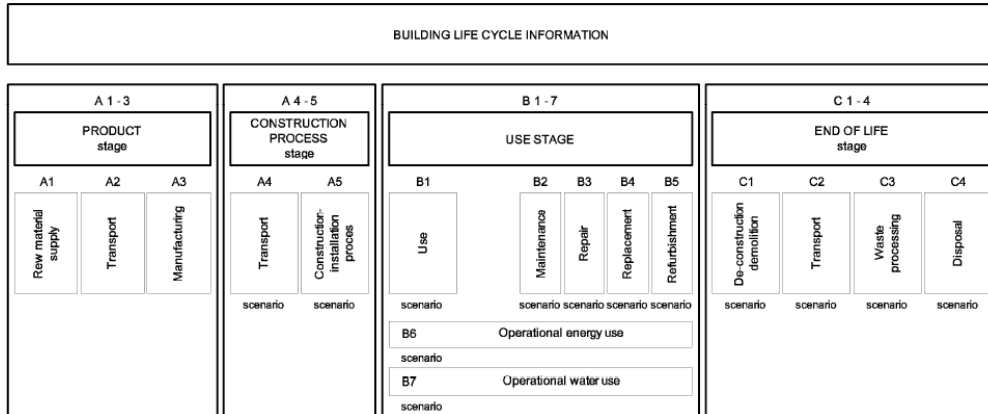 BUILDING LIFE CYCLE INFORMATION
A 1 - 3
PRODUCT
stage
A1
A2
A3
Rew material
supply
Transport
Manufacturing
A 4 - 5
CONSTRUCTION
PROCESS
stage
A4
A5
Transport
Construction-
installation
proces
scenario
scenario
B 1 - 7
USE STAGE
B1
B2
B3
B4
B5
Use
Maintenance
Repair
Replacement
Refurbishment
scenario
scenario
scenario
scenario
scenario
B6
Operational energy use
scenario
B7
Operational water use
scenario
C 1 - 4
END OF LIFE
stage
C1
C2
C3
C4
De-construction
demolition
Transport
Waste
processing
Disposal
scenario
scenario
scenario
scenario